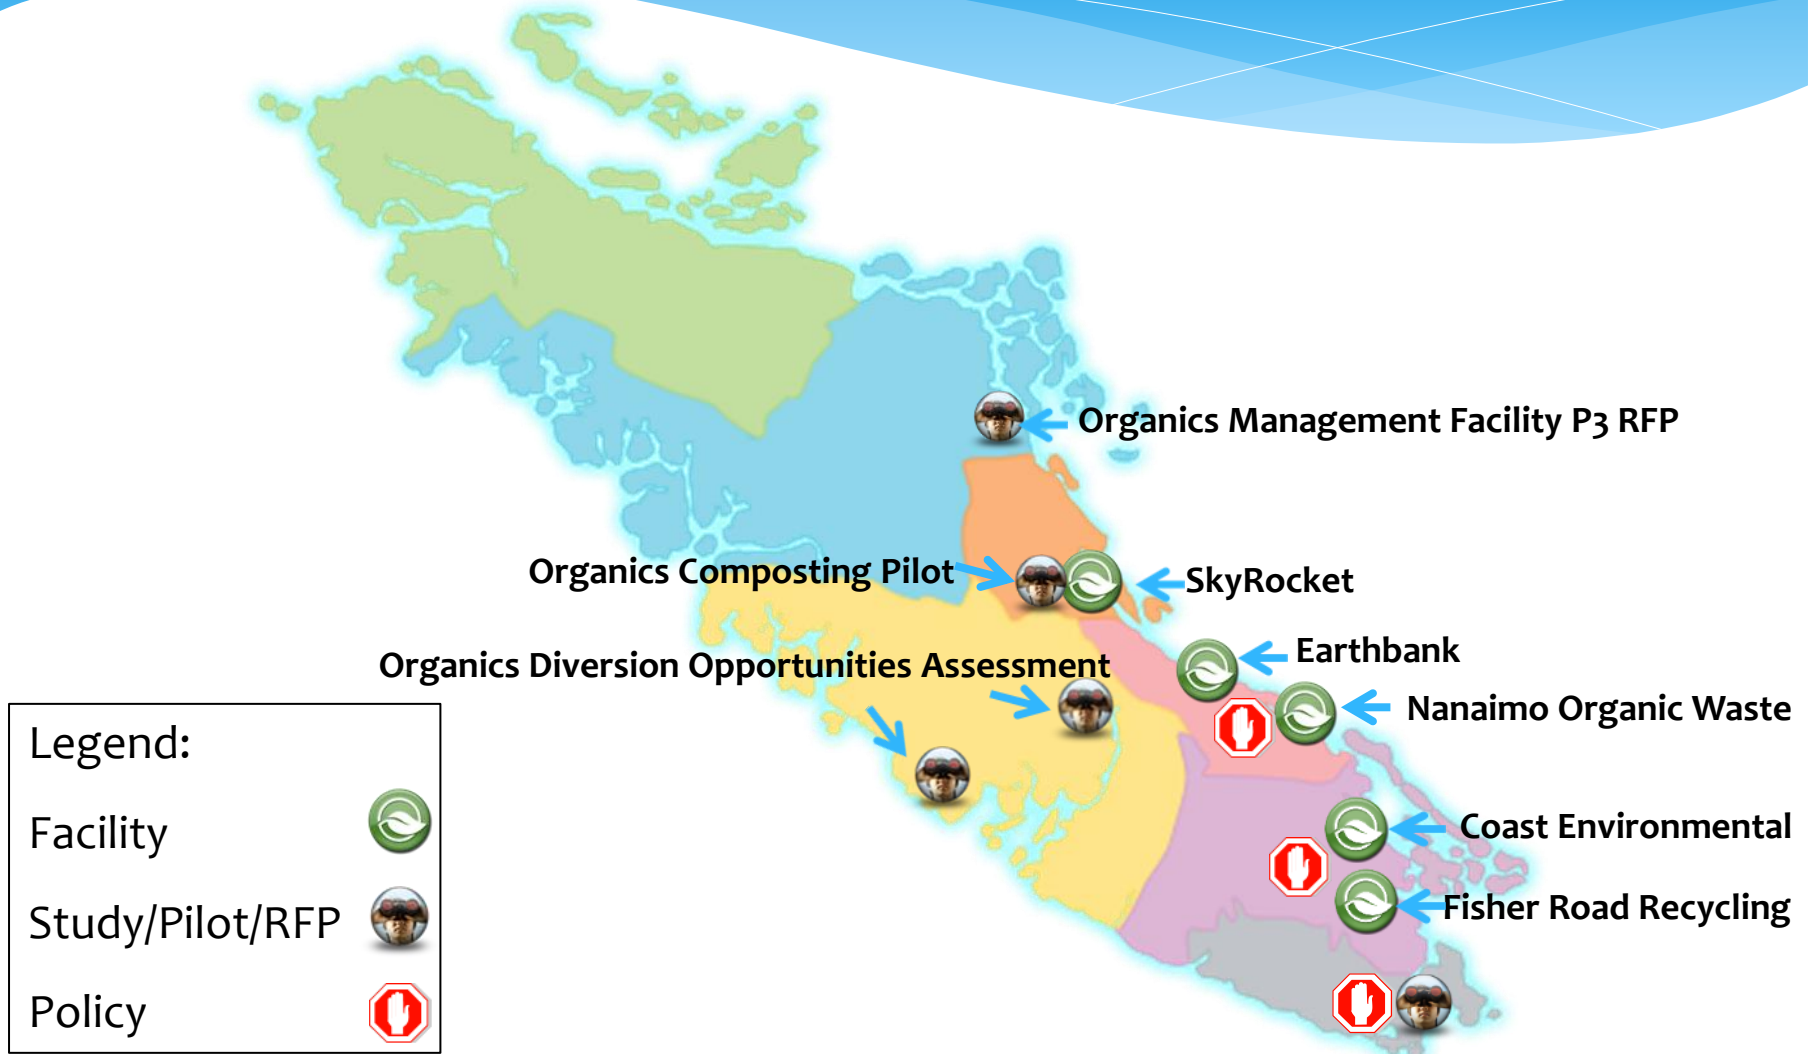 Organics Management Facility P3 RFP
Organics Composting Pilot
SkyRocket
Earthbank
Organics Diversion Opportunities Assessment
Nanaimo Organic Waste
Legend:
Facility
Coast Environmental
Study/Pilot/RFP
Fisher Road Recycling
Policy